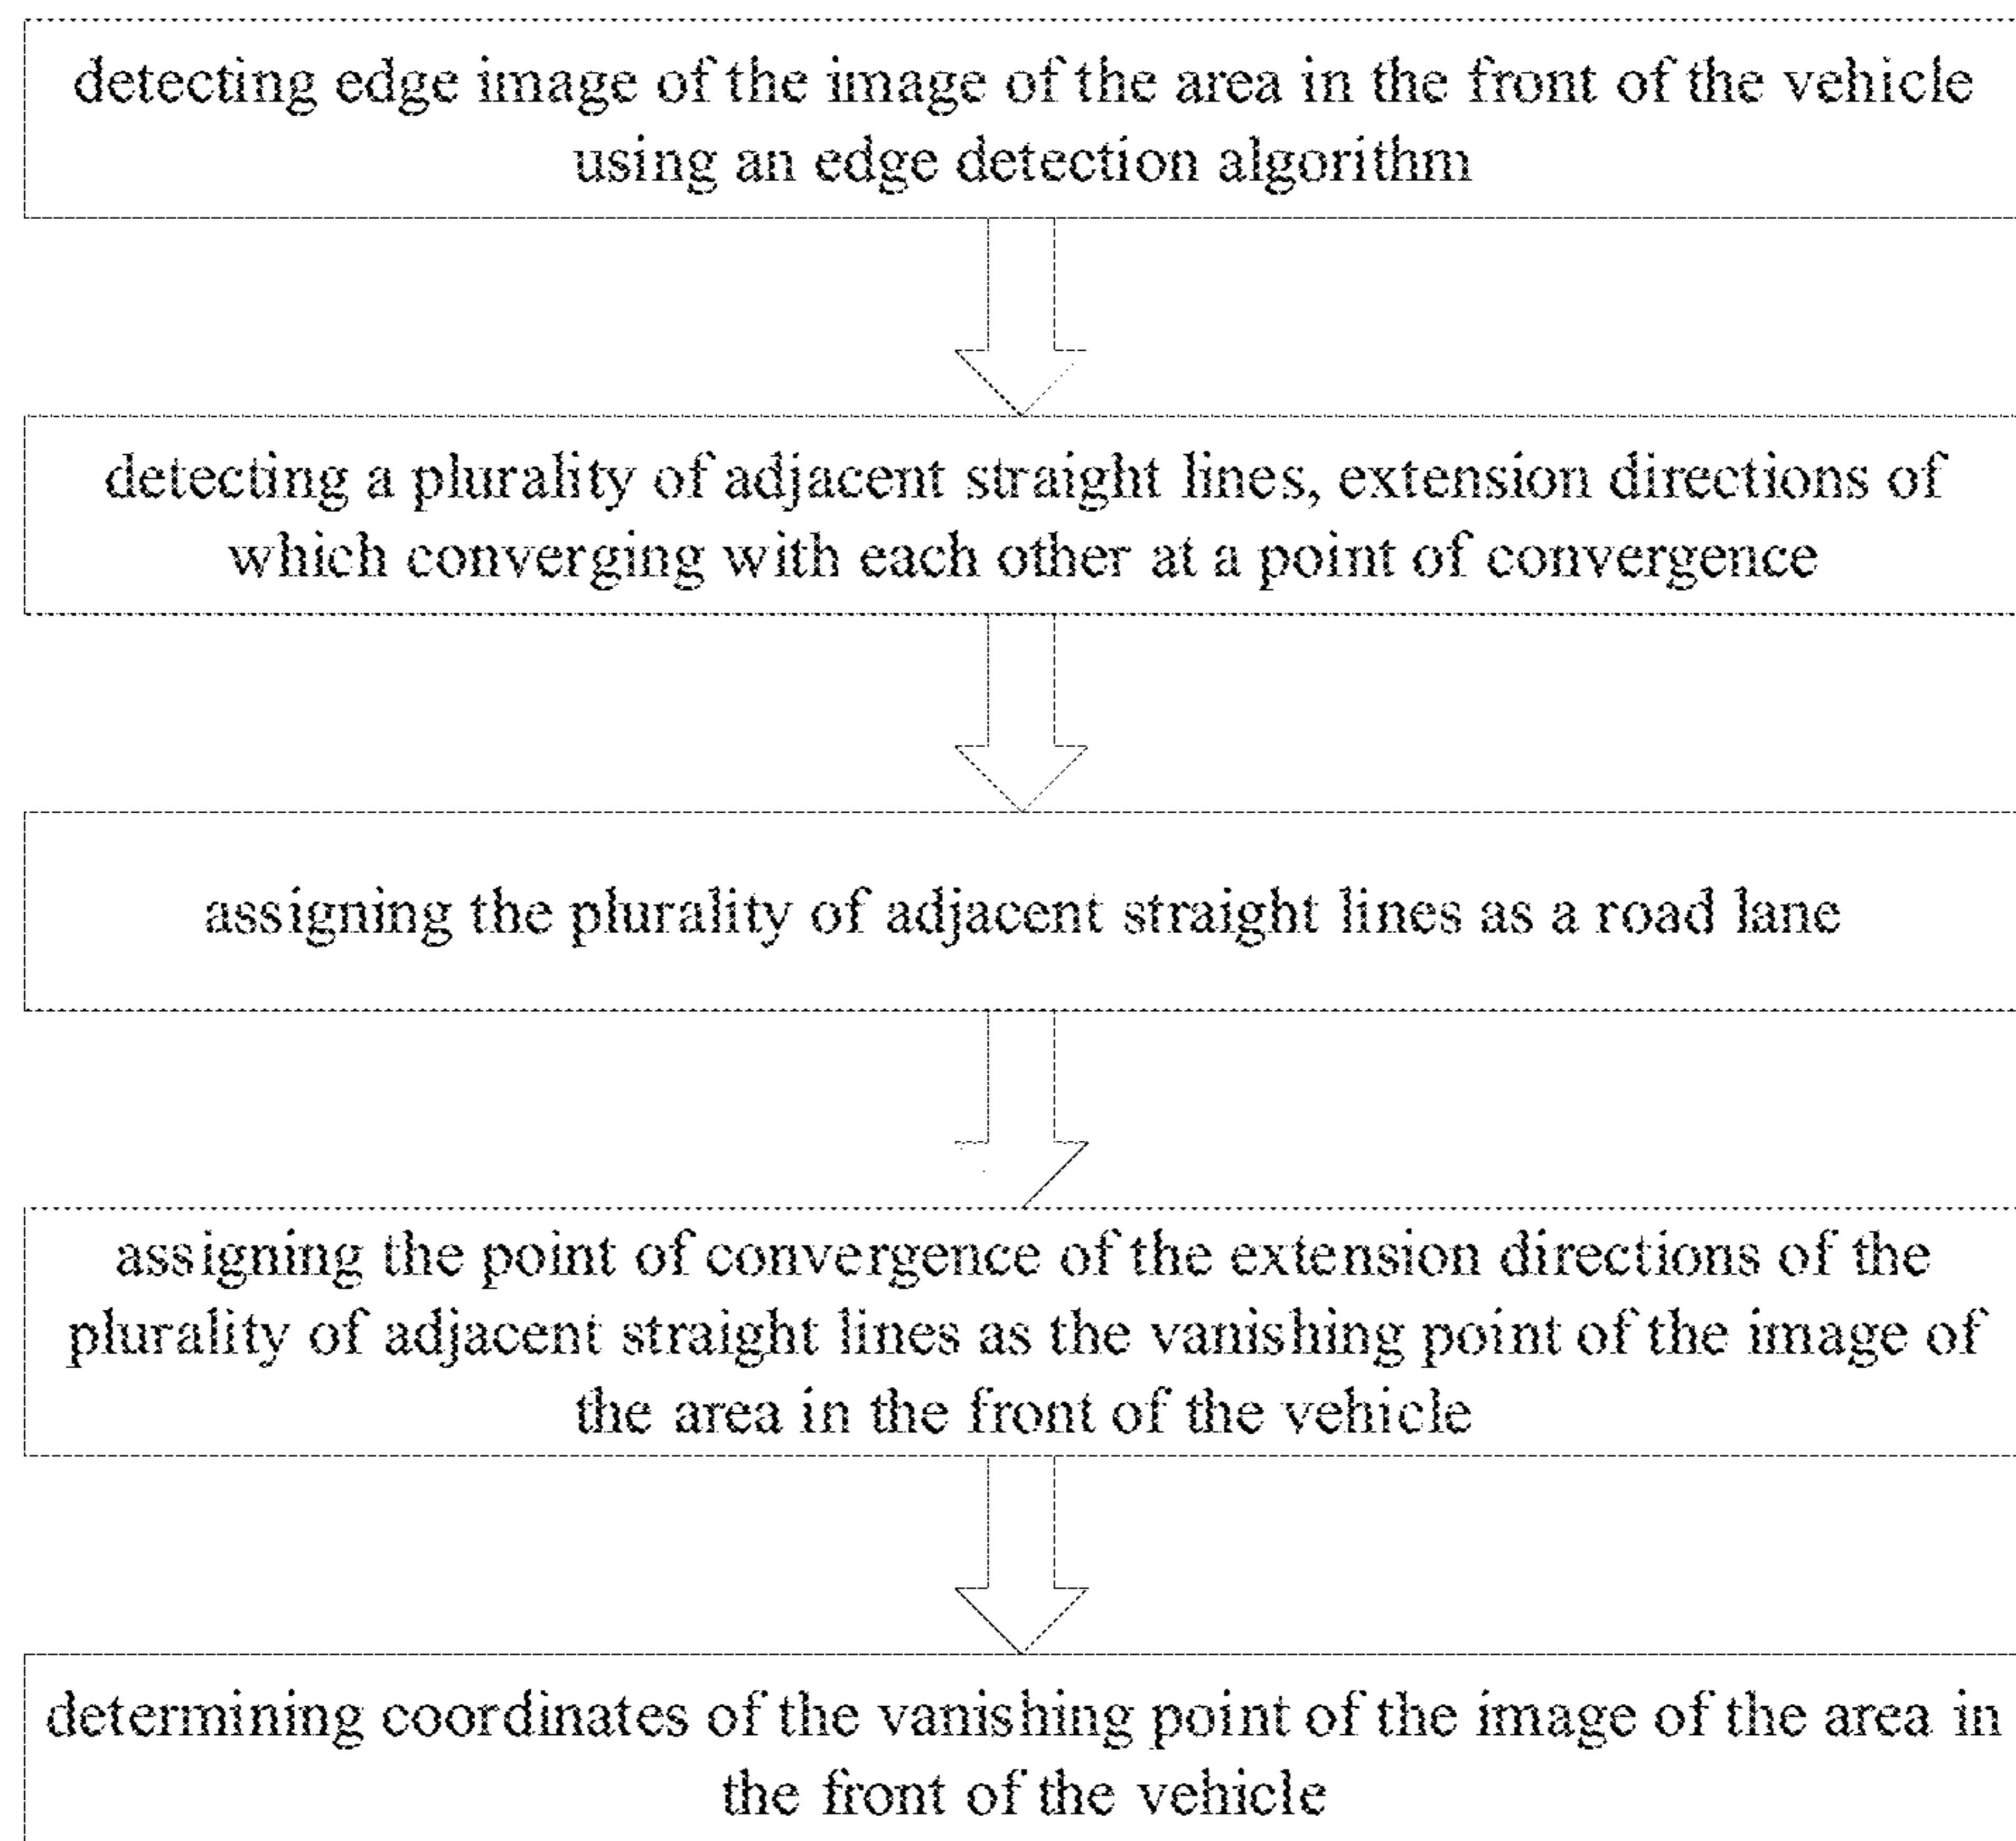 detecting edge image of the image of the area in the front of the vehicle
using an edge detection algorithm
detecting a plurality of adjacent straight lines, extension directions of
which converging with each other at a point of convergence
assigning the plurality of adjacent straight lines as a road lane
assigning the point of convergence of the extension directions of the
plurality of adjacent straight lines as the vanishing point of the image of
the area in the front of the vehicle
determining coordinates of the vanishing point of the image of the area in
the front of the vehicle